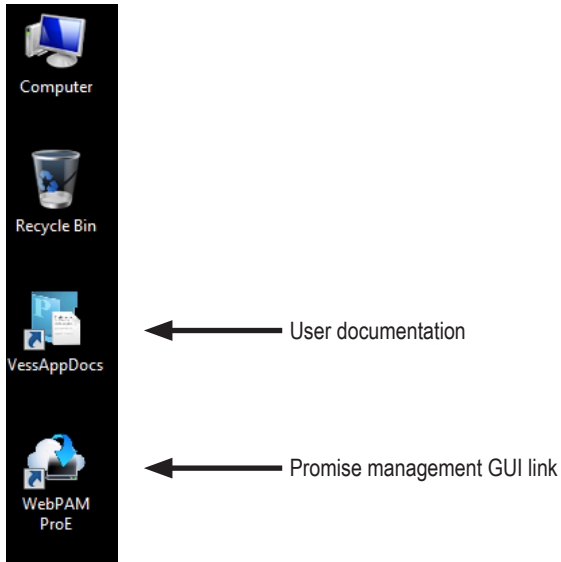 Computer
Recycle Bin
VessAppDocs
User documentation
WebPAM
ProE
Promise management GUI link